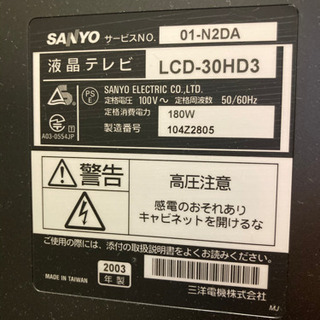 SANYO サービスNO. 01-N2DA
液晶テレビ LCD-30HD3
SANYO ELECTRIC CO.,LTD.
定格電圧 100V～ 定格周波数 50/60Hz
定格消費電力 180W
製造番号 104Z2805
PS
E
A03-0554JP
警告
高圧注意
感電のおそれあり
キャビネットを開けるな
ご使用の際には、添付の取扱説明書をよくお読みください。
MADE IN TAIWAN
2003
年製
三洋電機株式会社
MJ